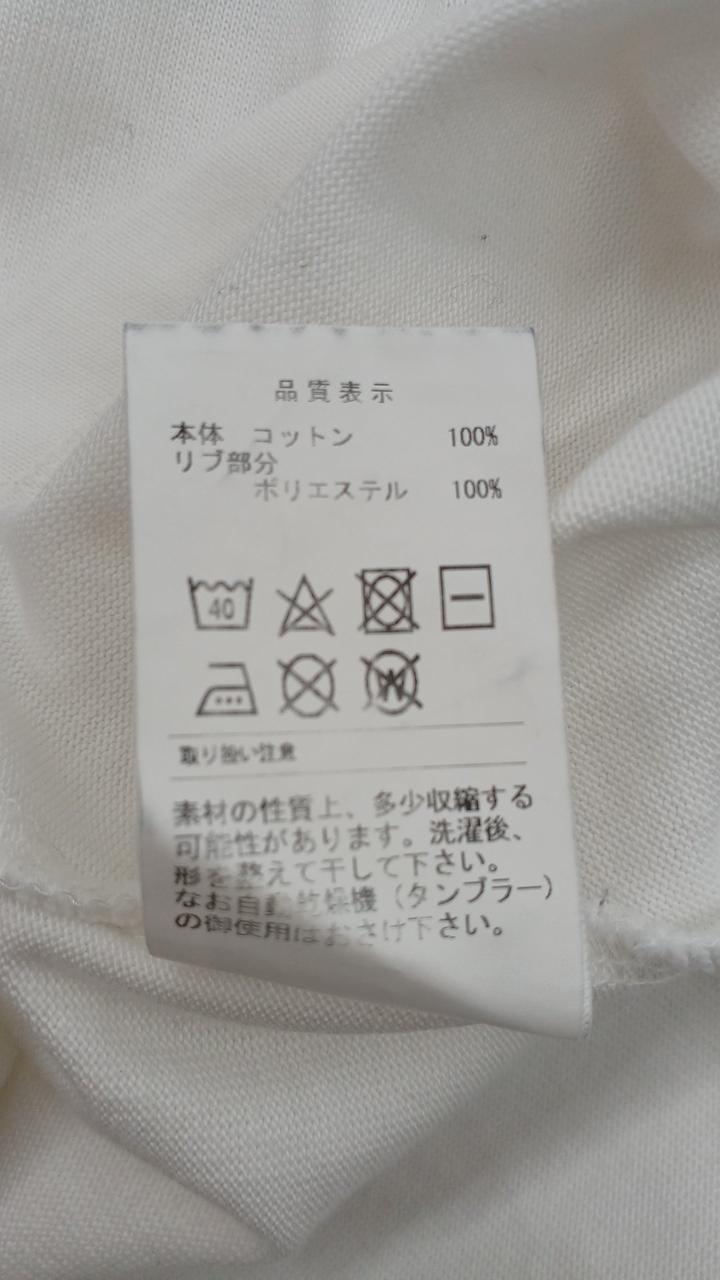 品質表示
本体 コットン 100%
リブ部分
ポリエステル 100%
40
W
取り扱い注意
素材の性質上、多少収縮する
可能性があります。洗濯後、
形を整えて干して下さい。
なお自動乾燥機（タンブラー）
の御使用はおさけ下さい。